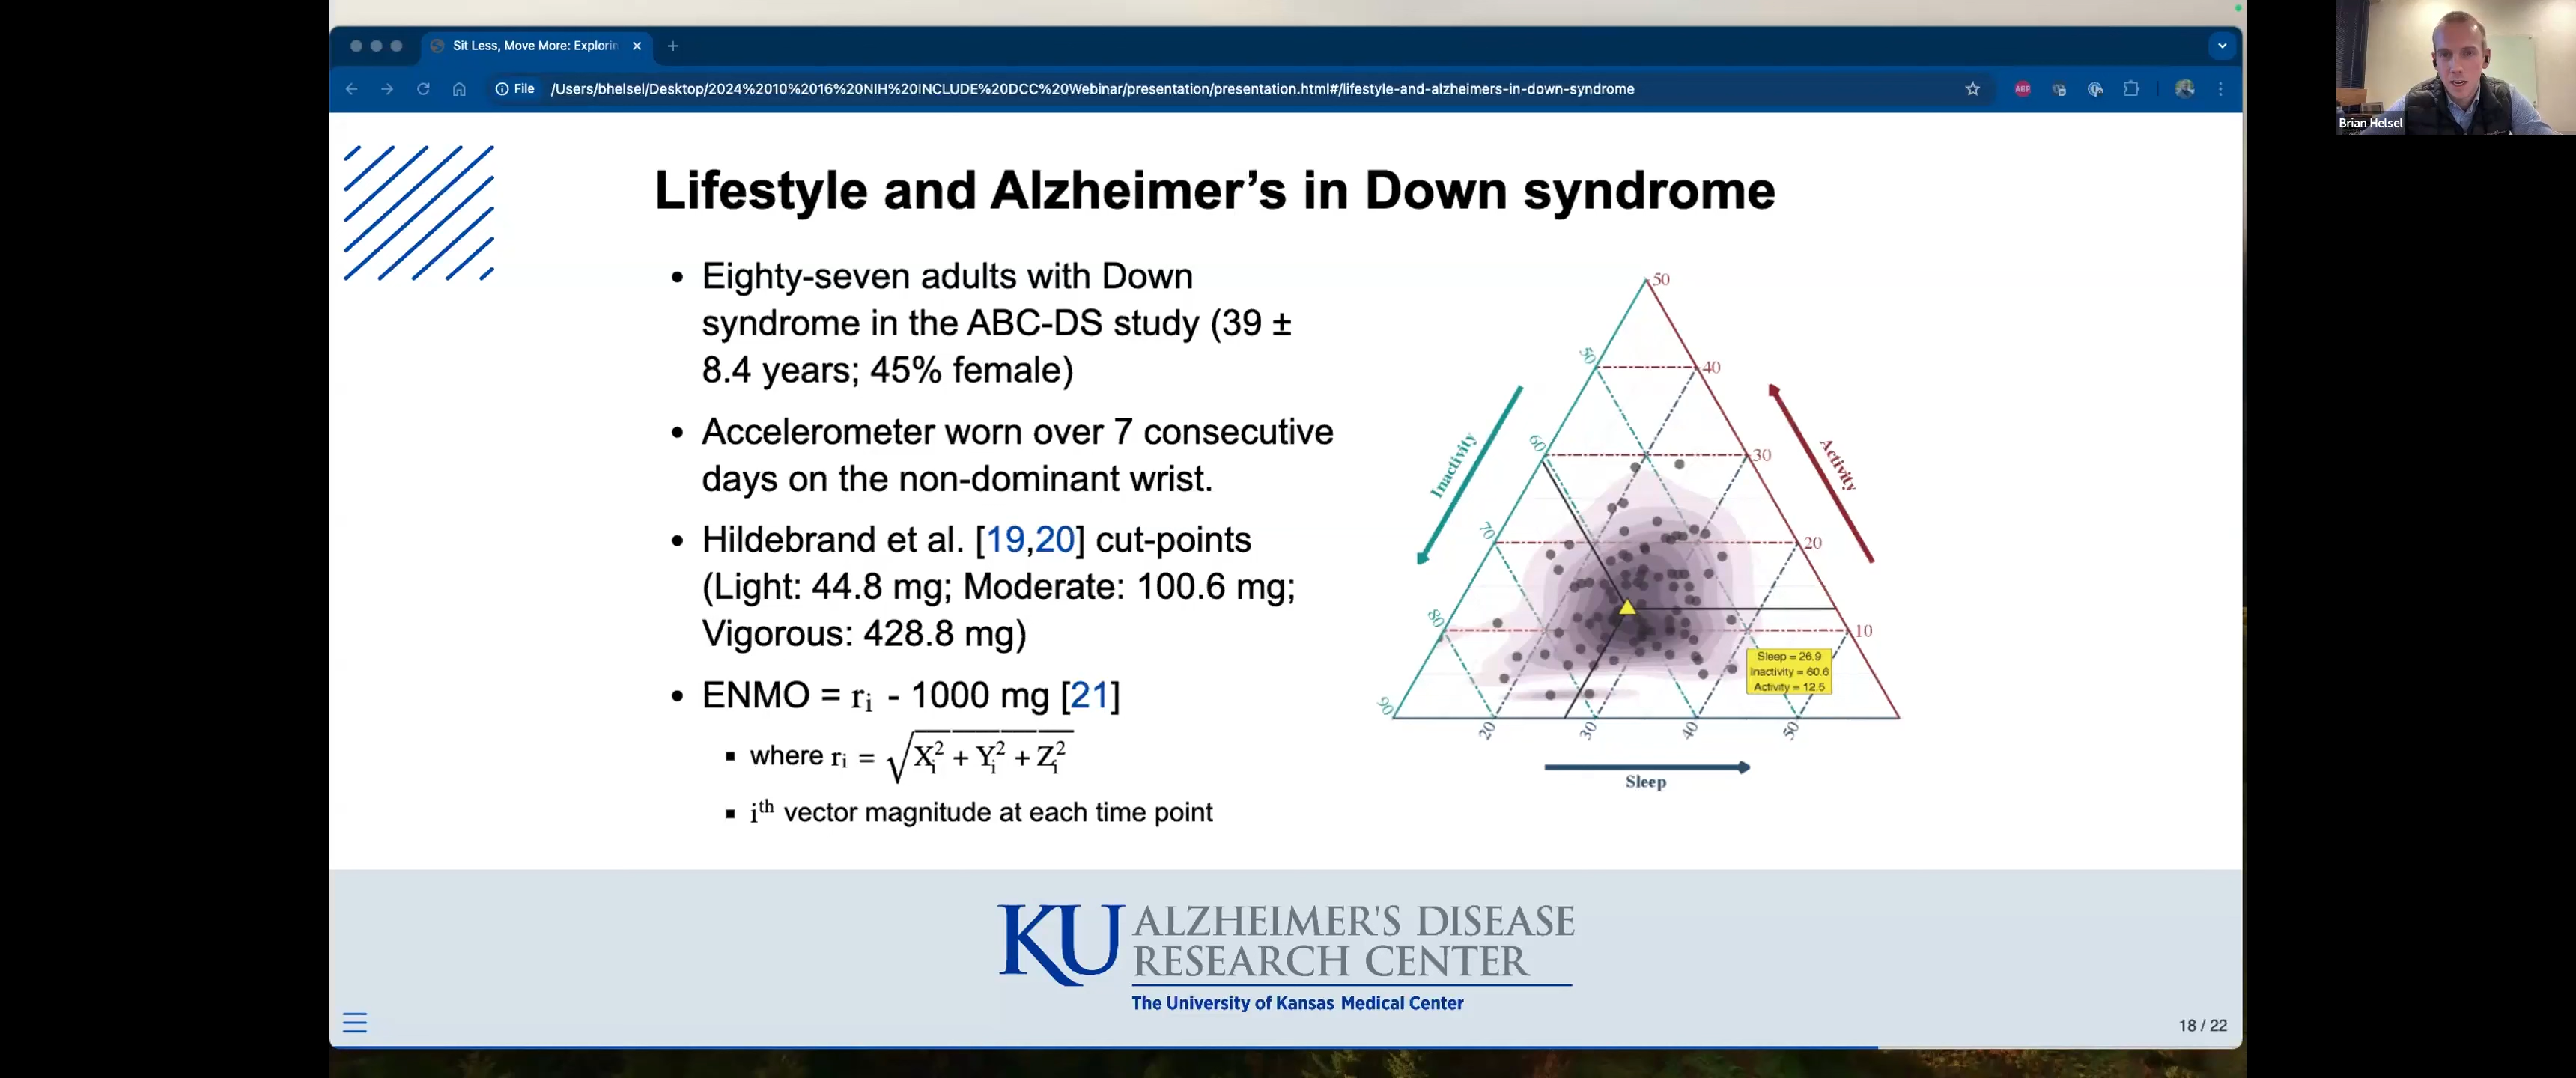 Sit Less, Move More: Explorin
File
/Users/bhelsel/Desktop/2024%2010%2016%20NIH%20INCLUDE%20DCC%20Webinar/presentation/presentation.html#/lifestyle-and-alzheimers-in-down-syndrome
ABP
Brian Helsel
Lifestyle and Alzheimer's in Down syndrome
• Eighty-seven adults with Down
syndrome in the ABC-DS study (39 ±
8.4 years; 45% female)
• Accelerometer worn over 7 consecutive
days on the non-dominant wrist.
• Hildebrand et al. [19,20] cut-points
(Light: 44.8 mg; Moderate: 100.6 mg;
Vigorous: 428.8 mg)
• ENMO = rᵢ - 1000 mg [21]
▪ where rᵢ = √Xᵢ² + Yᵢ² + Zᵢ²
▪ iᵗʰ vector magnitude at each time point
50
40
30
20
10
Activity
50
60
70
80
90
Inactivity
20
30
40
50
Sleep
Sleep = 26.9
Inactivity = 60.6
Activity = 12.5
KU ALZHEIMER'S DISEASE
RESEARCH CENTER
The University of Kansas Medical Center
18 / 22